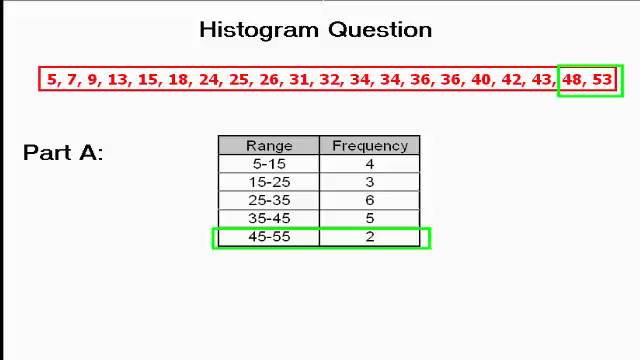 Histogram Question
5, 7, 9, 13, 15, 18, 24, 25, 26, 31, 32, 34, 34, 36, 36, 40, 42, 43, 48, 53
Part A:
Range Frequency
5-15 4
15-25 3
25-35 6
35-45 5
45-55 2